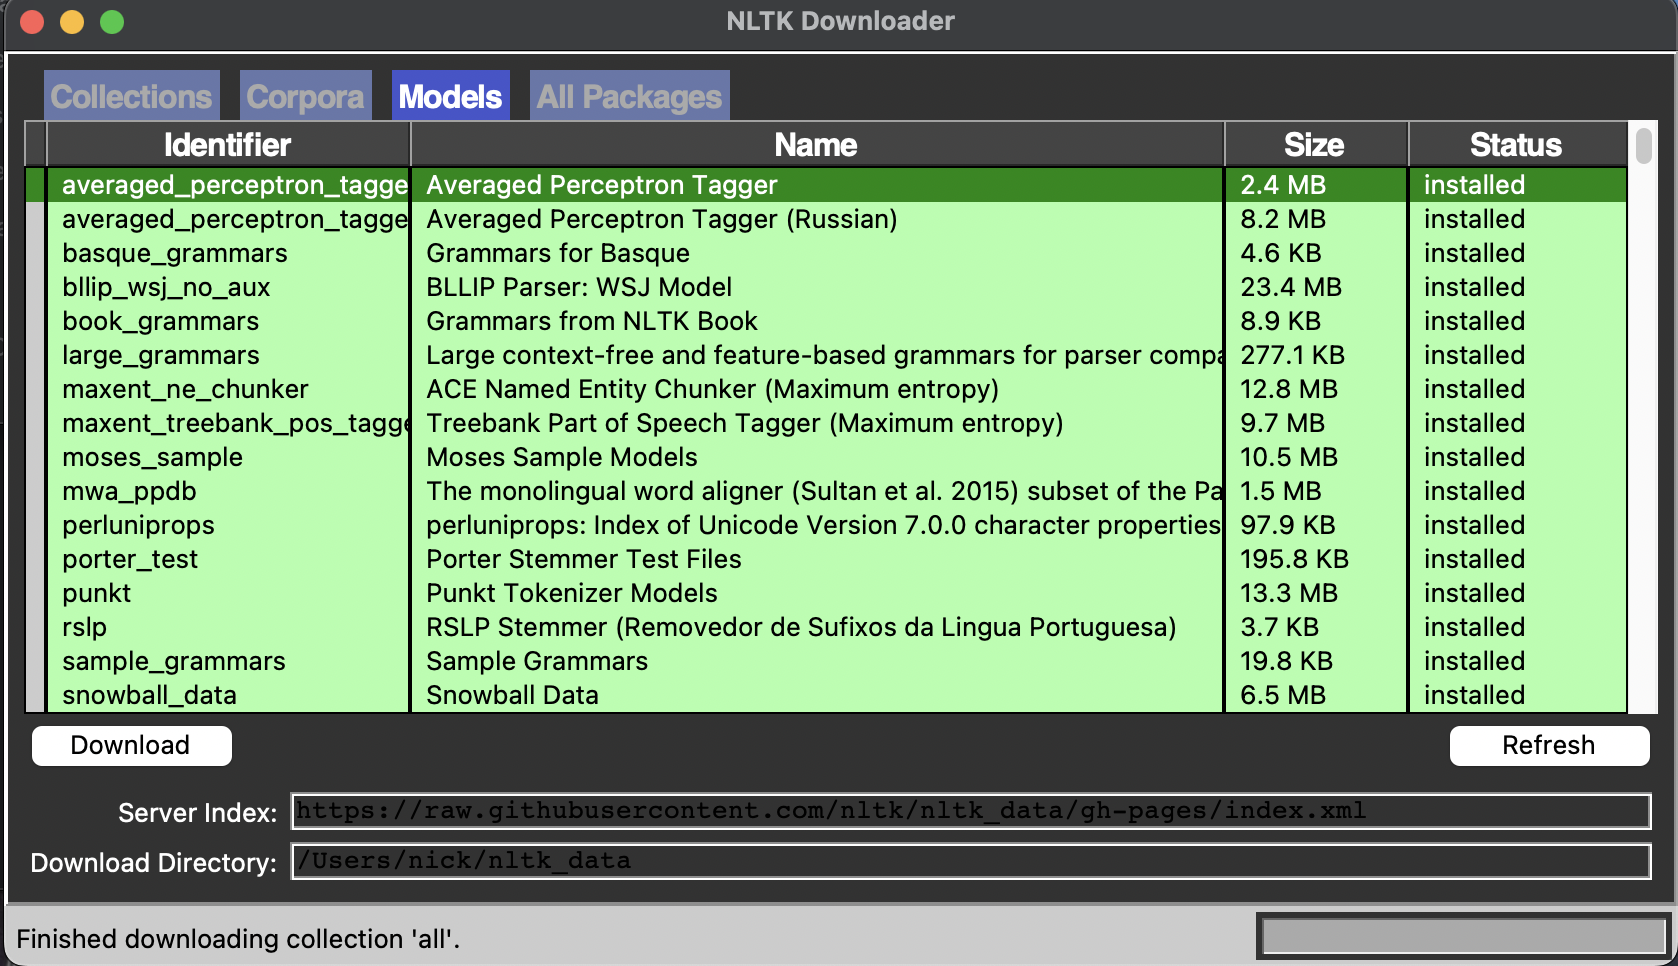 NLTK Downloader
Collections Corpora Models All Packages
Identifier Name Size Status
averaged_perceptron_tagge Averaged Perceptron Tagger 2.4 MB installed
averaged_perceptron_tagge Averaged Perceptron Tagger (Russian) 8.2 MB installed
basque_grammars Grammars for Basque 4.6 KB installed
bllip_wsj_no_aux BLLIP Parser: WSJ Model 23.4 MB installed
book_grammars Grammars from NLTK Book 8.9 KB installed
large_grammars Large context-free and feature-based grammars for parser compa 277.1 KB installed
maxent_ne_chunker ACE Named Entity Chunker (Maximum entropy) 12.8 MB installed
maxent_treebank_pos_tagge Treebank Part of Speech Tagger (Maximum entropy) 9.7 MB installed
moses_sample Moses Sample Models 10.5 MB installed
mwa_ppdb The monolingual word aligner (Sultan et al. 2015) subset of the Pa 1.5 MB installed
perluniprops perluniprops: Index of Unicode Version 7.0.0 character properties 97.9 KB installed
porter_test Porter Stemmer Test Files 195.8 KB installed
punkt Punkt Tokenizer Models 13.3 MB installed
rslp RSLP Stemmer (Removedor de Sufixos da Lingua Portuguesa) 3.7 KB installed
sample_grammars Sample Grammars 19.8 KB installed
snowball_data Snowball Data 6.5 MB installed
Download Refresh
Server Index: https://raw.githubusercontent.com/nltk/nltk_data/gh-pages/index.xml
Download Directory: /Users/nick/nltk_data
Finished downloading collection 'all'.